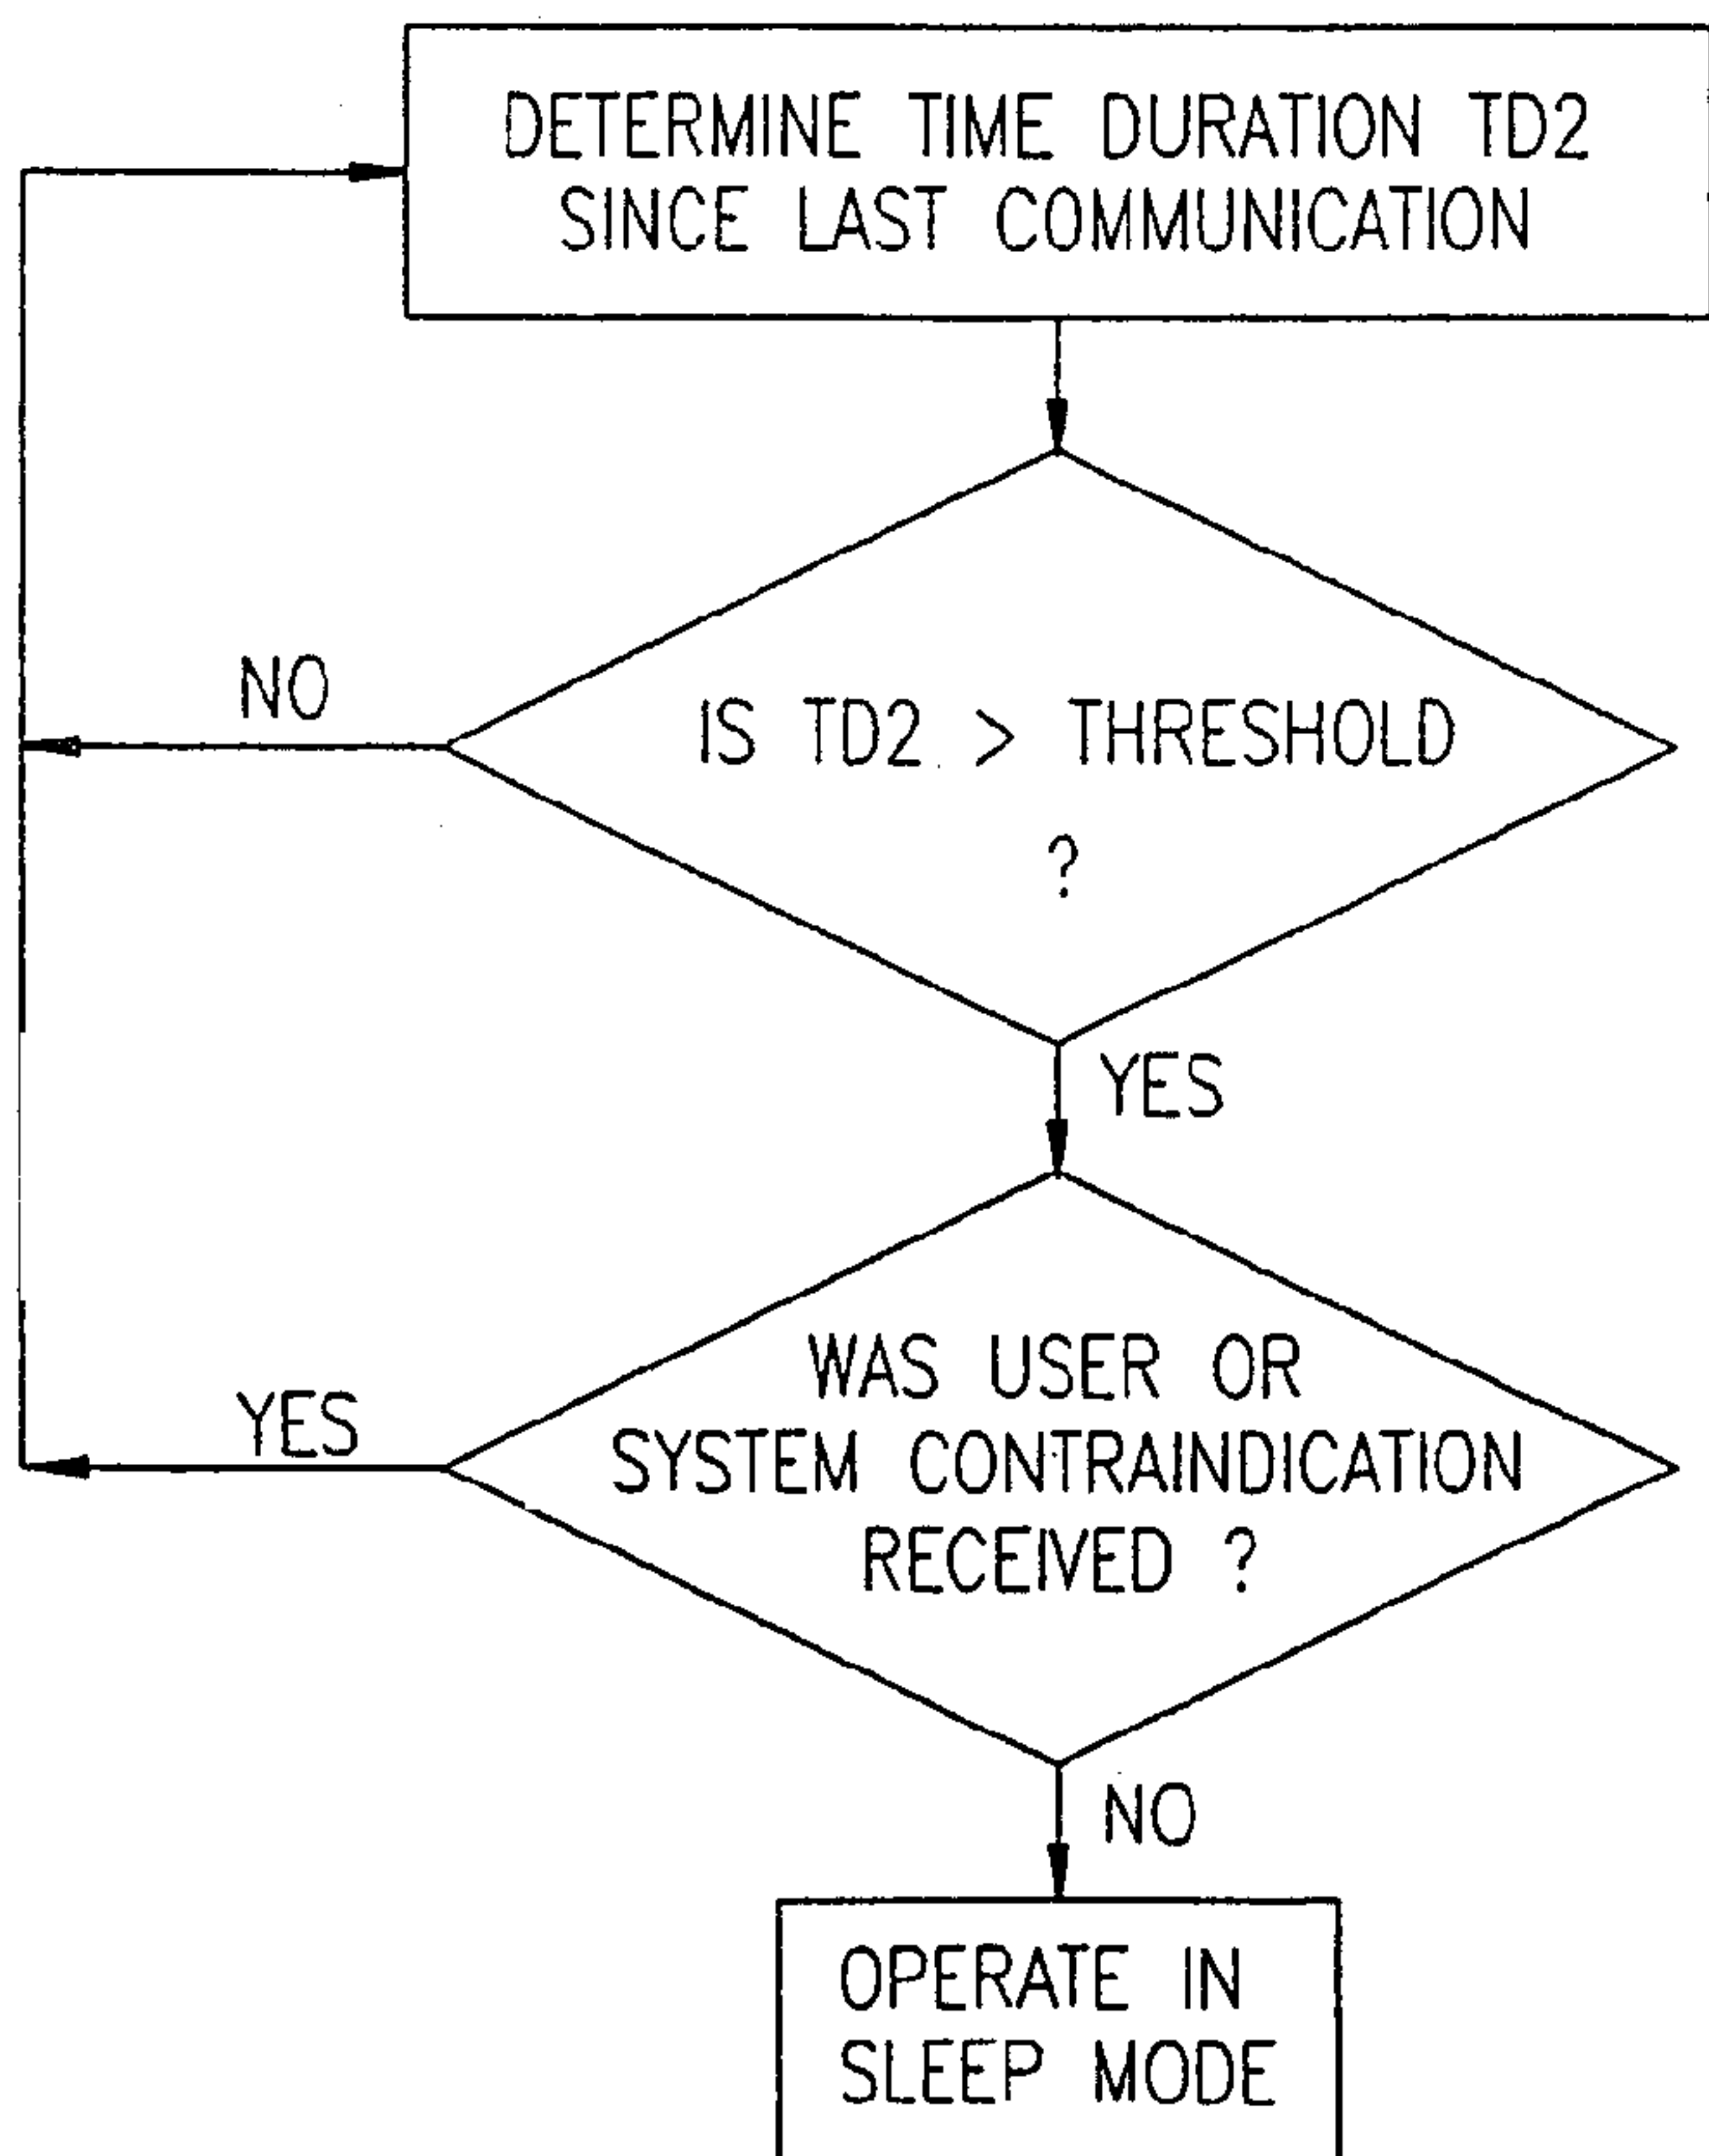 DETERMINE TIME DURATION TD2
SINCE LAST COMMUNICATION
NO
IS TD2 > THRESHOLD
?
YES
WAS USER OR
YES
SYSTEM CONTRAINDICATION
RECEIVED ?
NO
OPERATE IN
SLEEP MODE